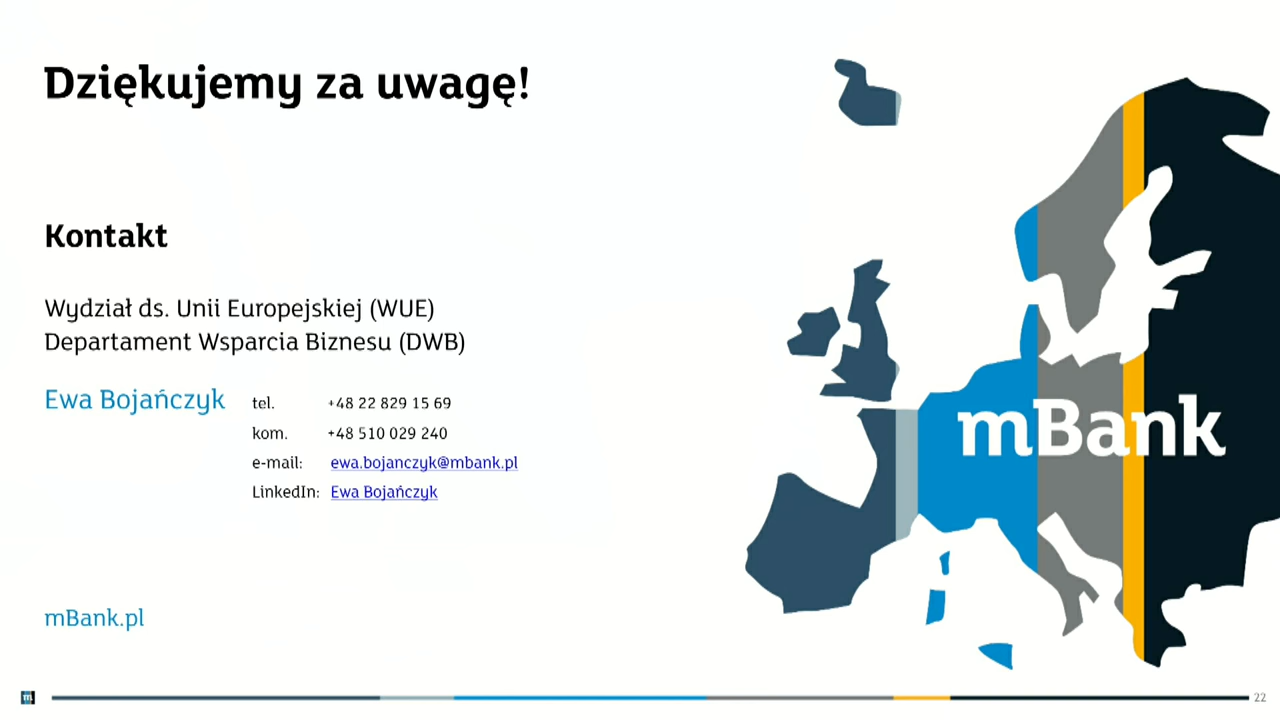 Dziękujemy za uwagę!
Kontakt
Wydział ds. Unii Europejskiej (WUE)
Departament Wsparcia Biznesu (DWB)
Ewa Bojańczyk
tel. +48 22 829 15 69
kom. +48 510 029 240
e-mail: ewa.bojanczyk@mbank.pl
LinkedIn: Ewa Bojańczyk
mBank
mBank.pl
m
22